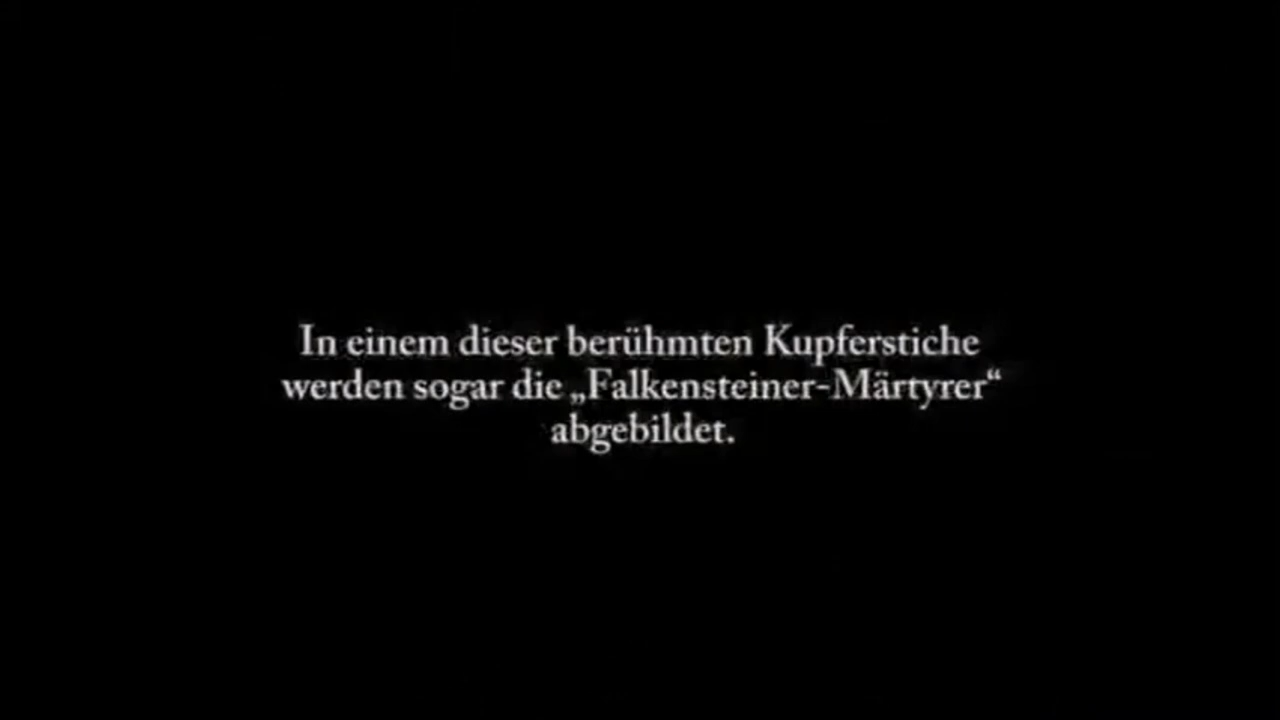 In einem dieser berühmten Kupferstiche
werden sogar die „Falkensteiner-Märtyrer“
abgebildet.